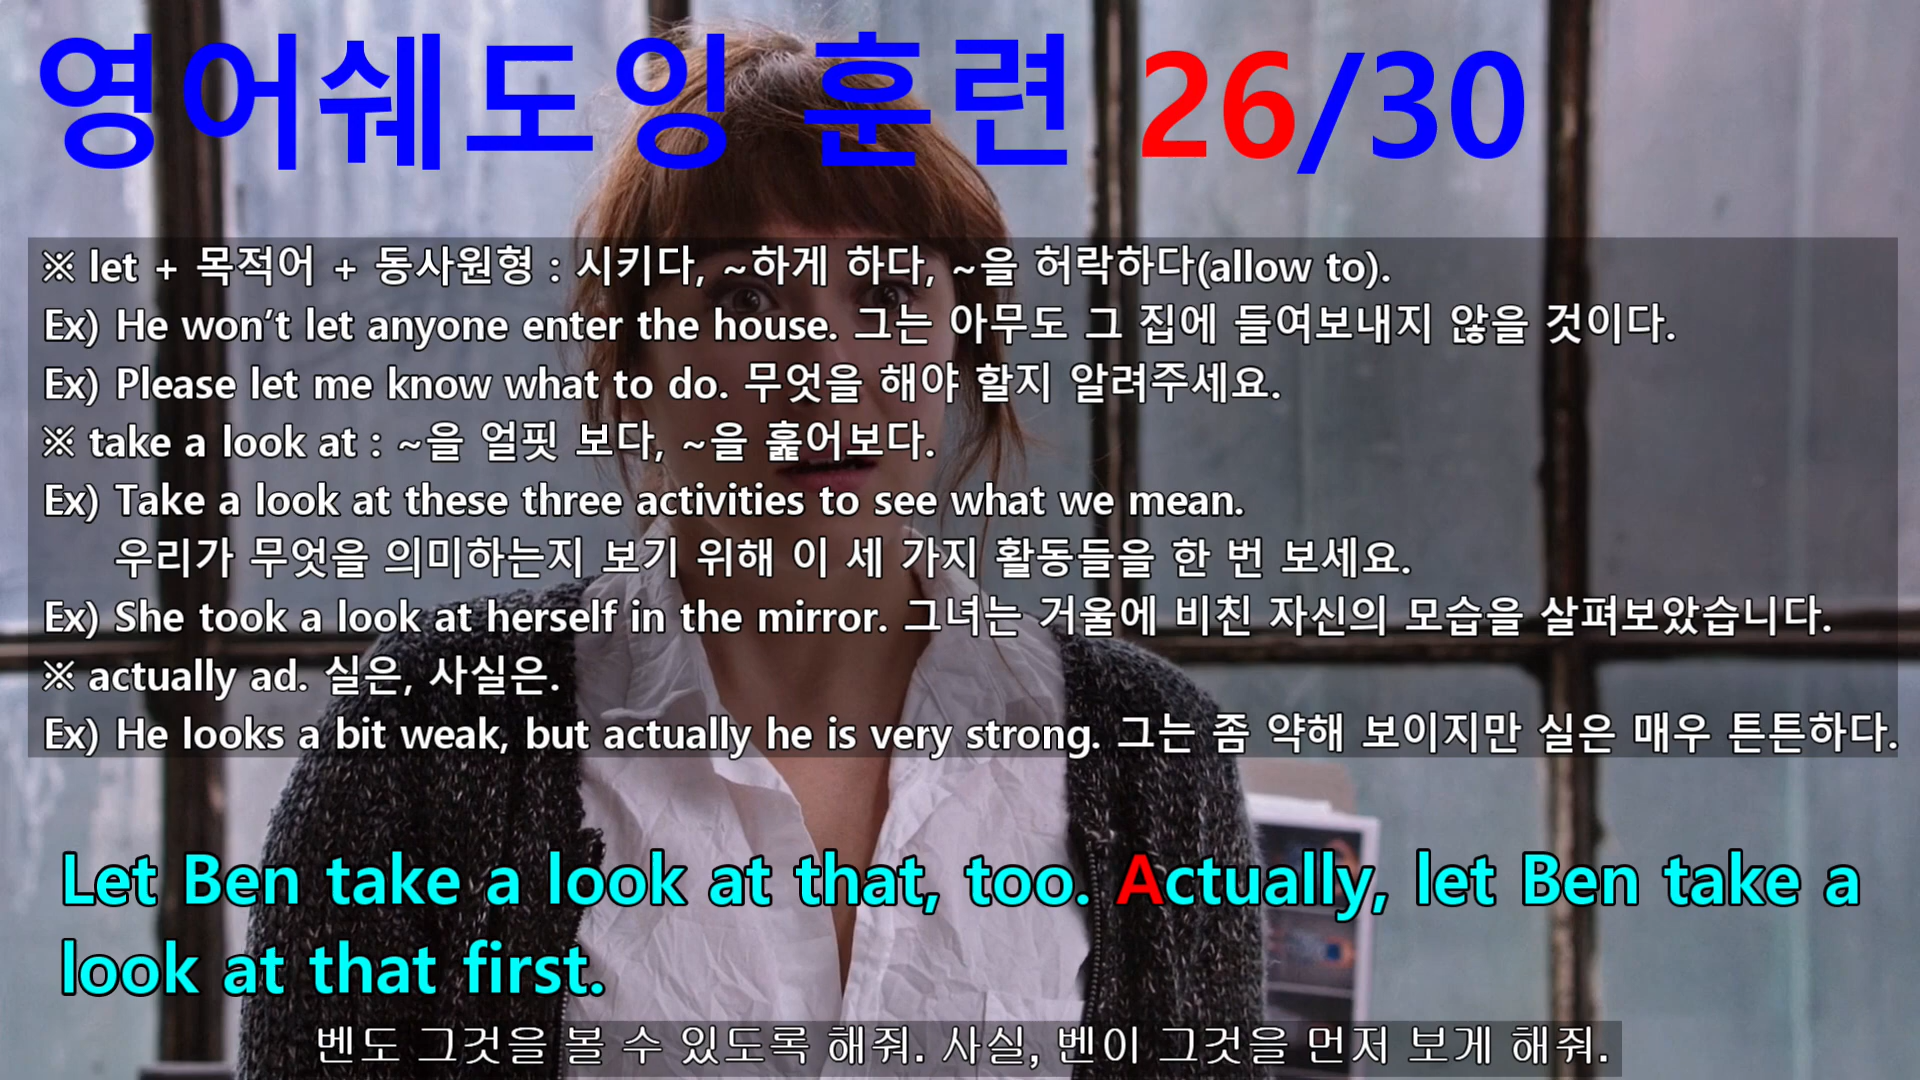 영어쉐도잉 훈련 26/30
※ let + 목적어 + 동사원형 : 시키다, ~하게 하다, ~을 허락하다(allow to).
Ex) He won’t let anyone enter the house. 그는 아무도 그 집에 들여보내지 않을 것이다.
Ex) Please let me know what to do. 무엇을 해야 할지 알려주세요.
※ take a look at : ~을 얼핏 보다, ~을 훑어보다.
Ex) Take a look at these three activities to see what we mean.
우리가 무엇을 의미하는지 보기 위해 이 세 가지 활동들을 한 번 보세요.
Ex) She took a look at herself in the mirror. 그녀는 거울에 비친 자신의 모습을 살펴보았습니다.
※ actually ad. 실은, 사실은.
Ex) He looks a bit weak, but actually he is very strong. 그는 좀 약해 보이지만 실은 매우 튼튼하다.
Let Ben take a look at that, too. Actually, let Ben take a
look at that first.
벤도 그것을 볼 수 있도록 해줘. 사실, 벤이 그것을 먼저 보게 해줘.